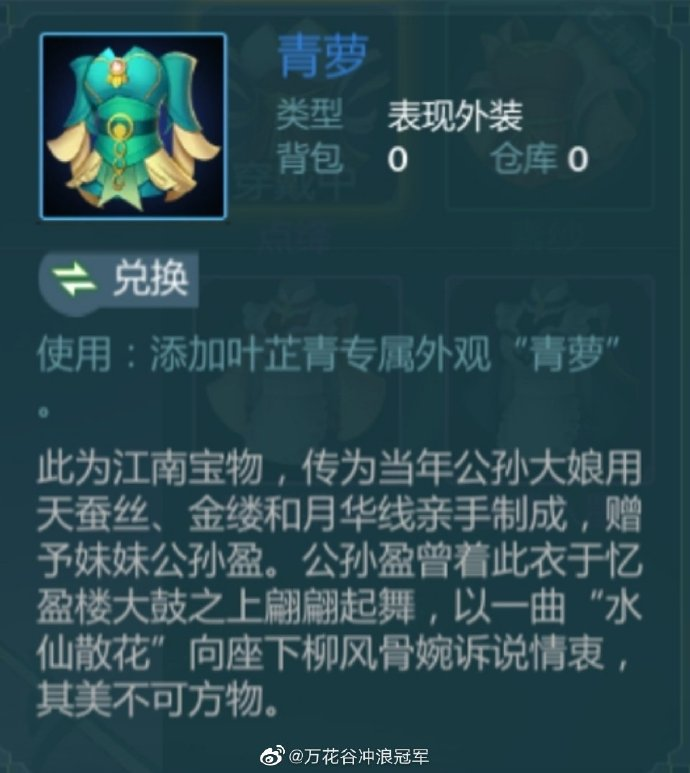 青萝
类型 表现外装
背包 0 仓库 0
穿戴中
兑换
使用：添加叶芷青专属外观“青萝”
。
此为江南宝物，传为当年公孙大娘用
天蚕丝、金缕和月华线亲手制成，赠
予妹妹公孙盈。公孙盈曾着此衣于忆
盈楼大鼓之上翩翩起舞，以一曲“水
仙散花”向座下柳风骨婉诉说情衷，
其美不可方物。
@万花谷冲浪冠军